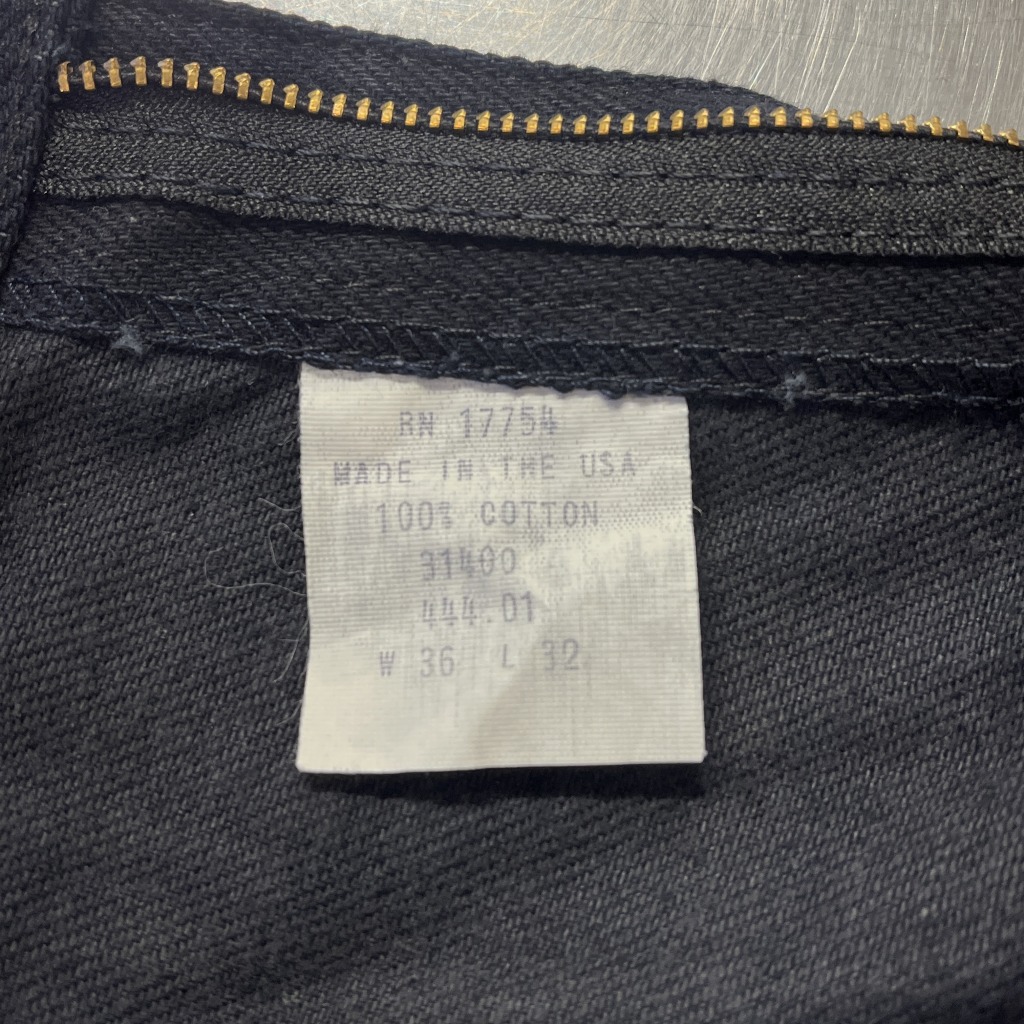 RN 17754
MADE IN THE USA
100% COTTON
31400
444.01
W 36 L 32